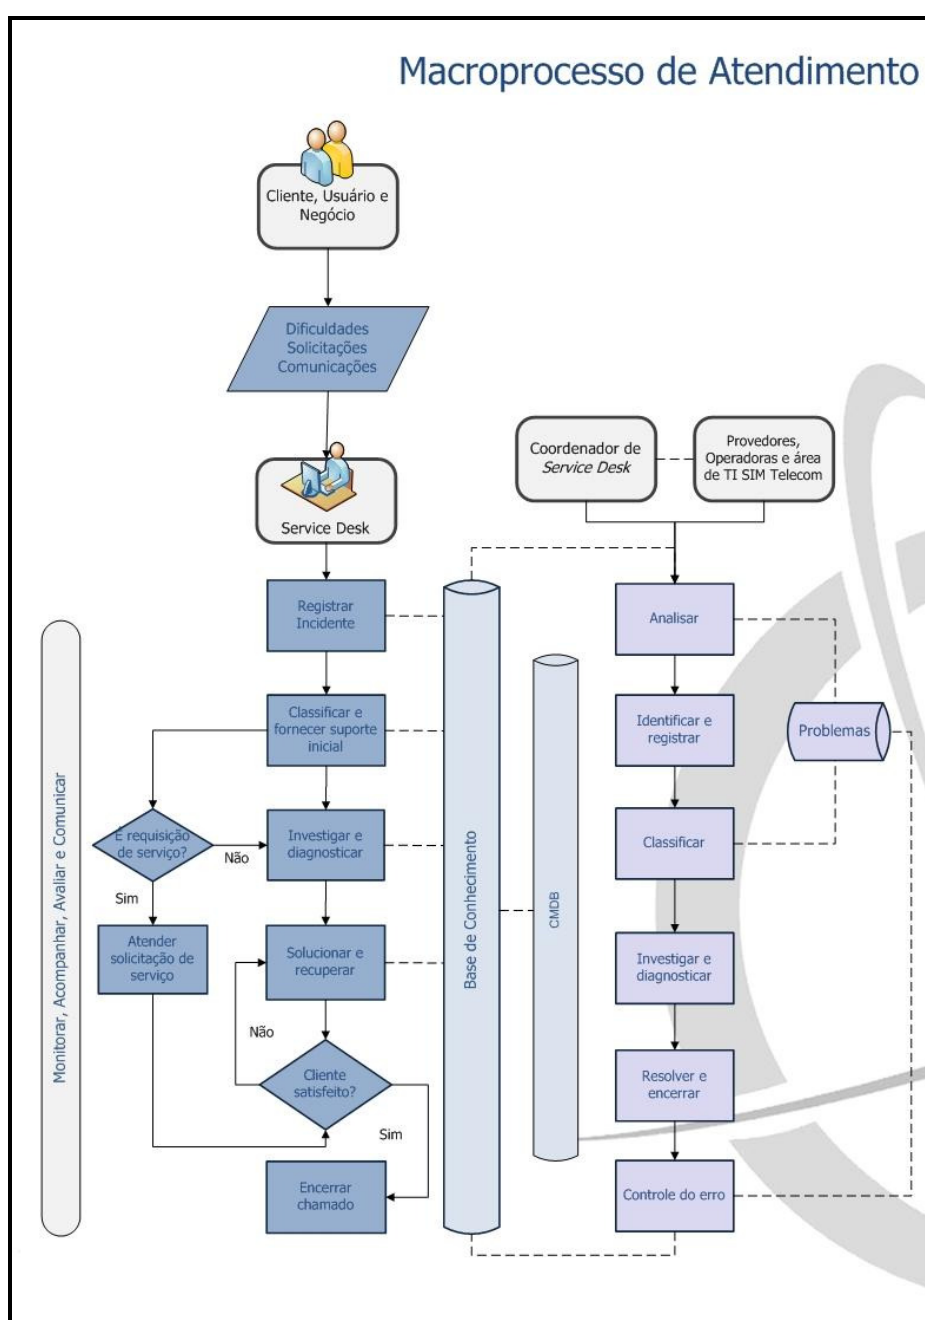 Macroprocesso de Atendimento
Cliente, Usuário e
Negócio
Dificuldades
Solicitações
Comunicações
Service Desk
Coordenador de
Service Desk
Provedores,
Operadoras e área
de TI SIM Telecom
Registrar
Incidente
Classificar e
fornecer suporte
inicial
É requisição
de serviço?
Não
Sim
Investigar e
diagnosticar
Atender
solicitação de
serviço
Solucionar e
recuperar
Não
Cliente
satisfeito?
Sim
Encerrar
chamado
Monitorar, Acompanhar, Avaliar e Comunicar
Base de Conhecimento
CMDB
Analisar
Identificar e
registrar
Problemas
Classificar
Investigar e
diagnosticar
Resolver e
encerrar
Controle do erro